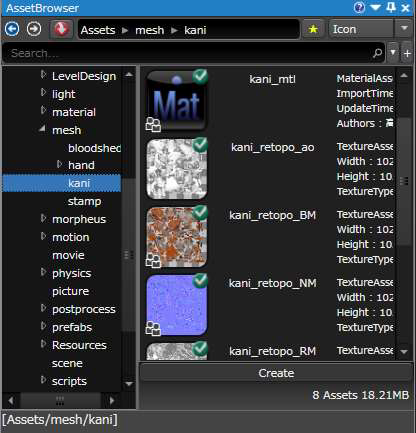 AssetBrowser
Assets mesh kani
Icon
Search...
LevelDesign
light
material
mesh
bloodshed
hand
kani
stamp
morpheus
motion
movie
physics
picture
postprocess
prefabs
Resources
scene
scripts
Mat
kani_mtl
MaterialAsse
ImportTime
UpdateTime
Authors : 高
kani_retopo_ao
TextureAsse
Width : 102
Height : 10
TextureType
kani_retopo_BM
TextureAsse
Width : 102
Height : 10
TextureType
kani_retopo_NM
TextureAsse
Width : 102
Height : 10
TextureType
kani_retopo_RM
TextureAsse
Create
8 Assets 18.21MB
[Assets/mesh/kani]